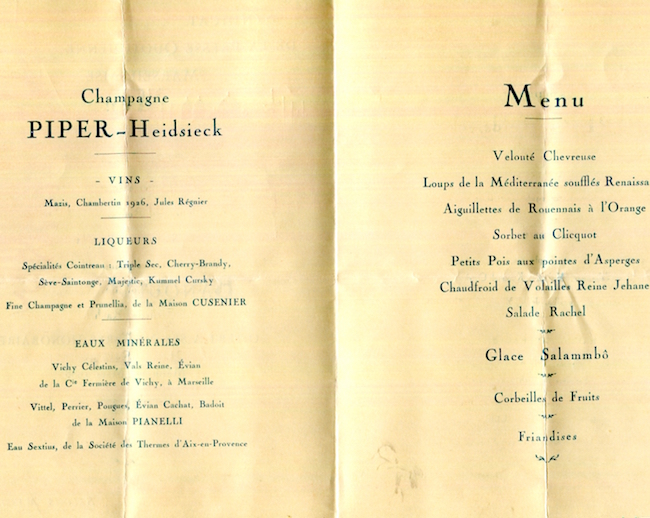 Champagne
PIPER-Heidsieck
- VINS -
Mazis, Chambertin 1926, Jules Régnier
LIQUEURS
Spécialités Cointreau : Triple Sec, Cherry-Brandy,
Sève-Saintonge, Majestic, Kummel Cursky
Fine Champagne et Prunellia, de la Maison CUSENIER
EAUX MINÉRALES
Vichy Célestins, Vals Reine, Évian
de la Cie Fermière de Vichy, à Marseille
Vittel, Perrier, Pougues, Évian Cachat, Badoit
de la Maison PIANELLI
Eau Sextius, de la Société des Thermes d'Aix-en-Provence
Menu
Velouté Chevreuse
Loups de la Méditerranée soufflés Renaissa
Aiguillettes de Rouennais à l'Orange
Sorbet au Clicquot
Petits Pois aux pointes d'Asperges
Chaudfroid de Volailles Reine Jehane
Salade Rachel
Glace Salammbô
Corbeilles de Fruits
Friandises